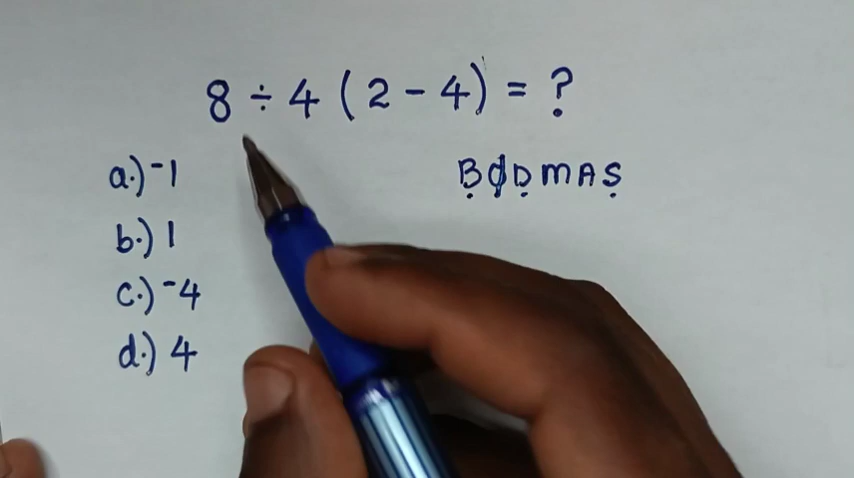 8 ÷ 4 ( 2 - 4 ) = ?
a.) -1
BODMAS
b.) 1
c.) -4
d.) 4